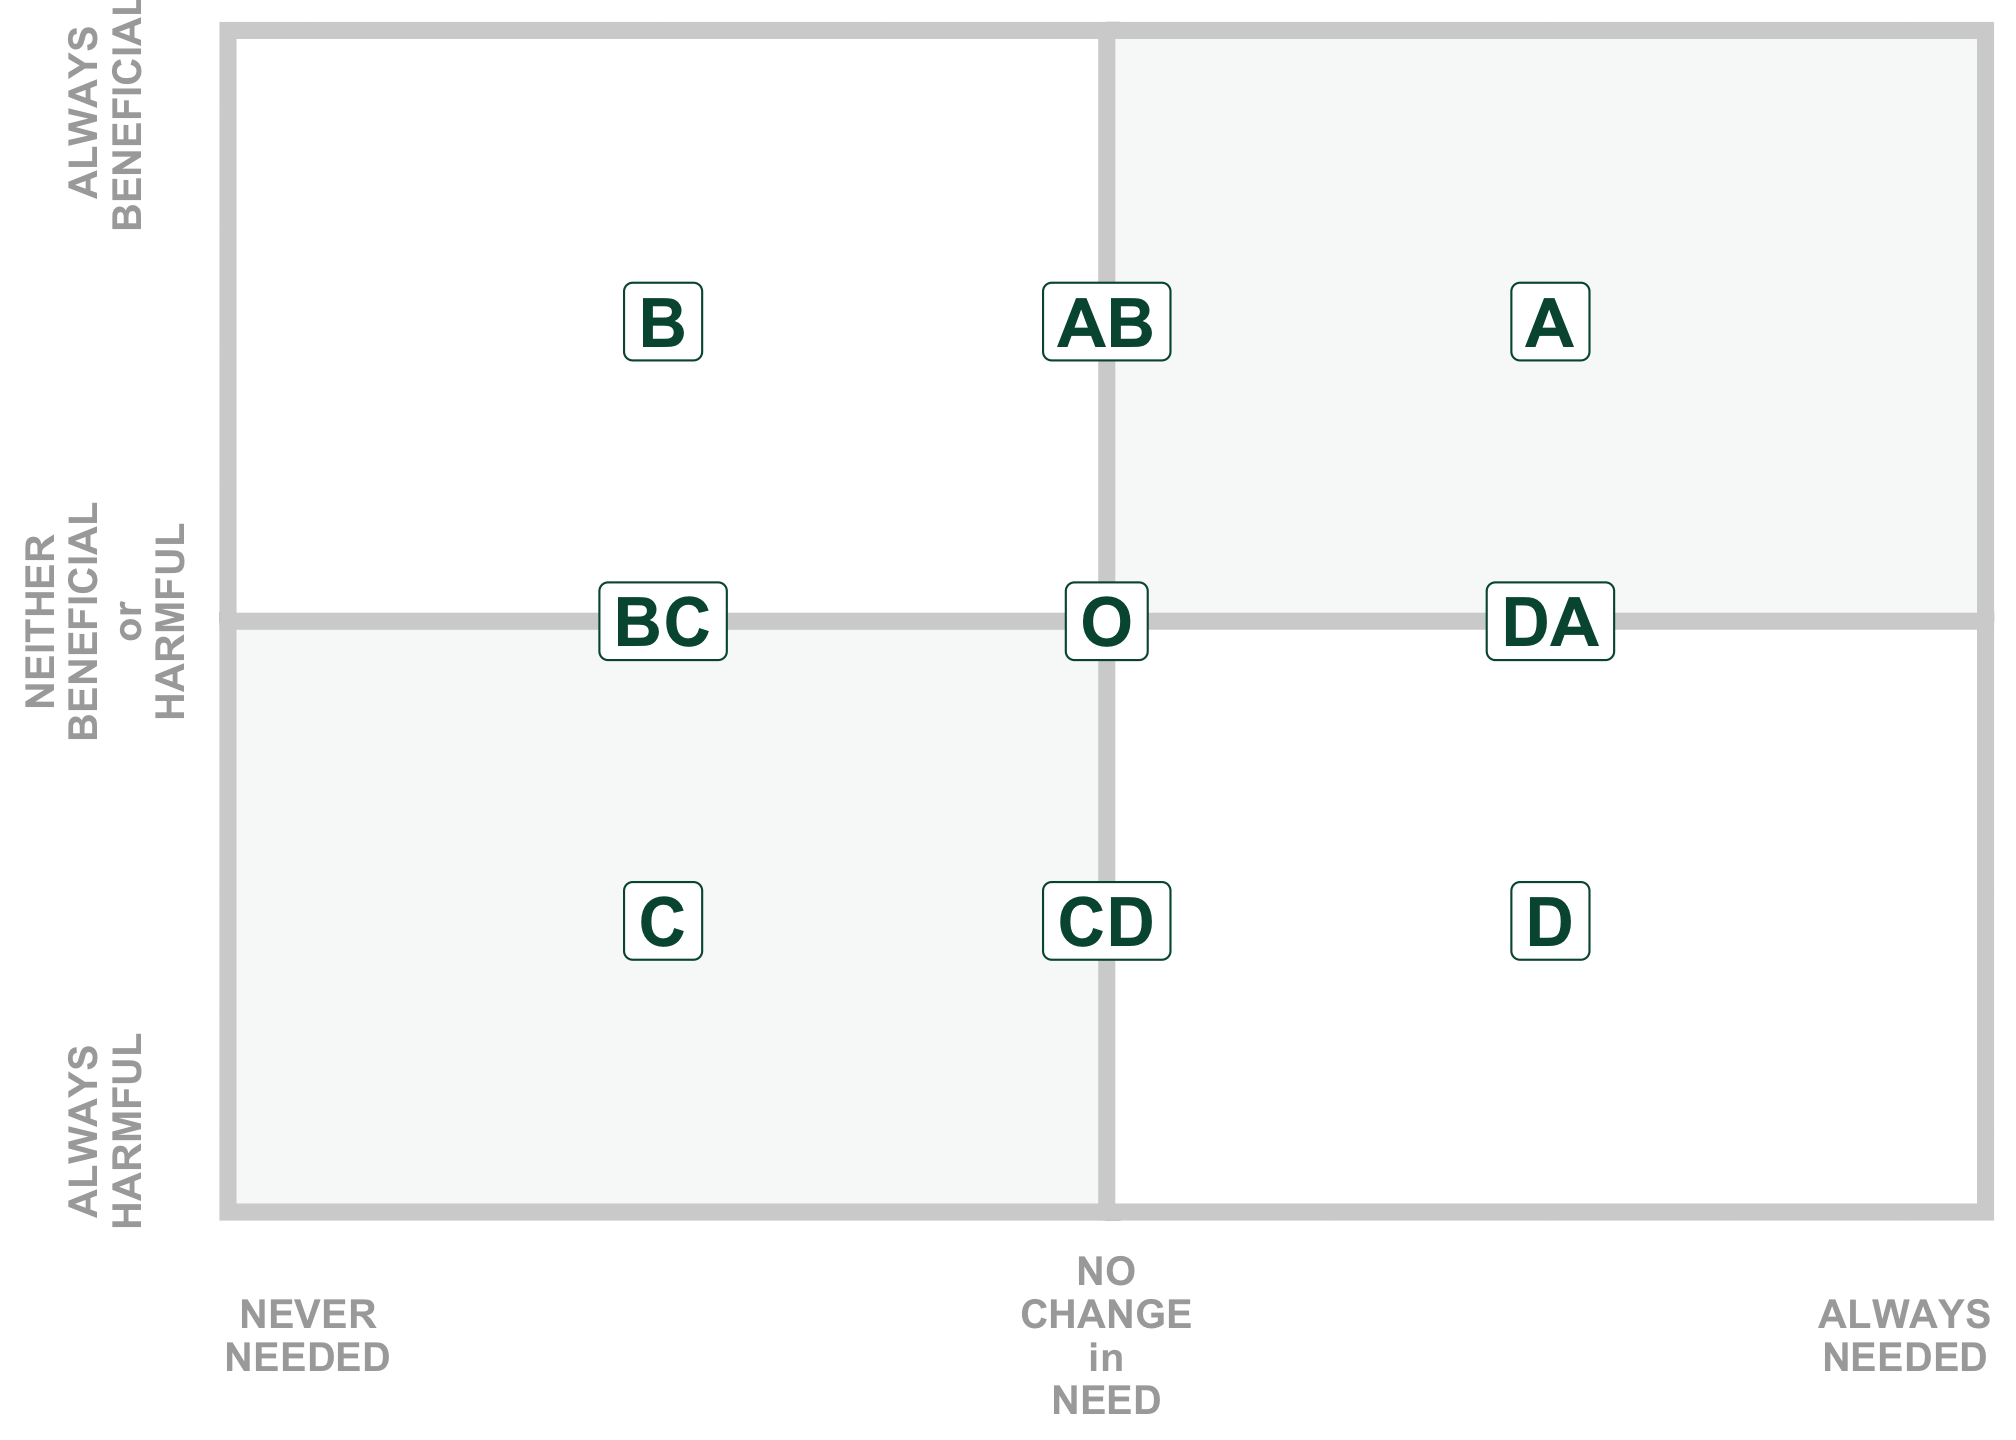 ALWAYS
BENEFICIAL
B
AB
A
NEITHER
BENEFICIAL
or
HARMFUL
BC
O
DA
C
CD
D
ALWAYS
HARMFUL
NEVER
NEEDED
NO
CHANGE
in
NEED
ALWAYS
NEEDED